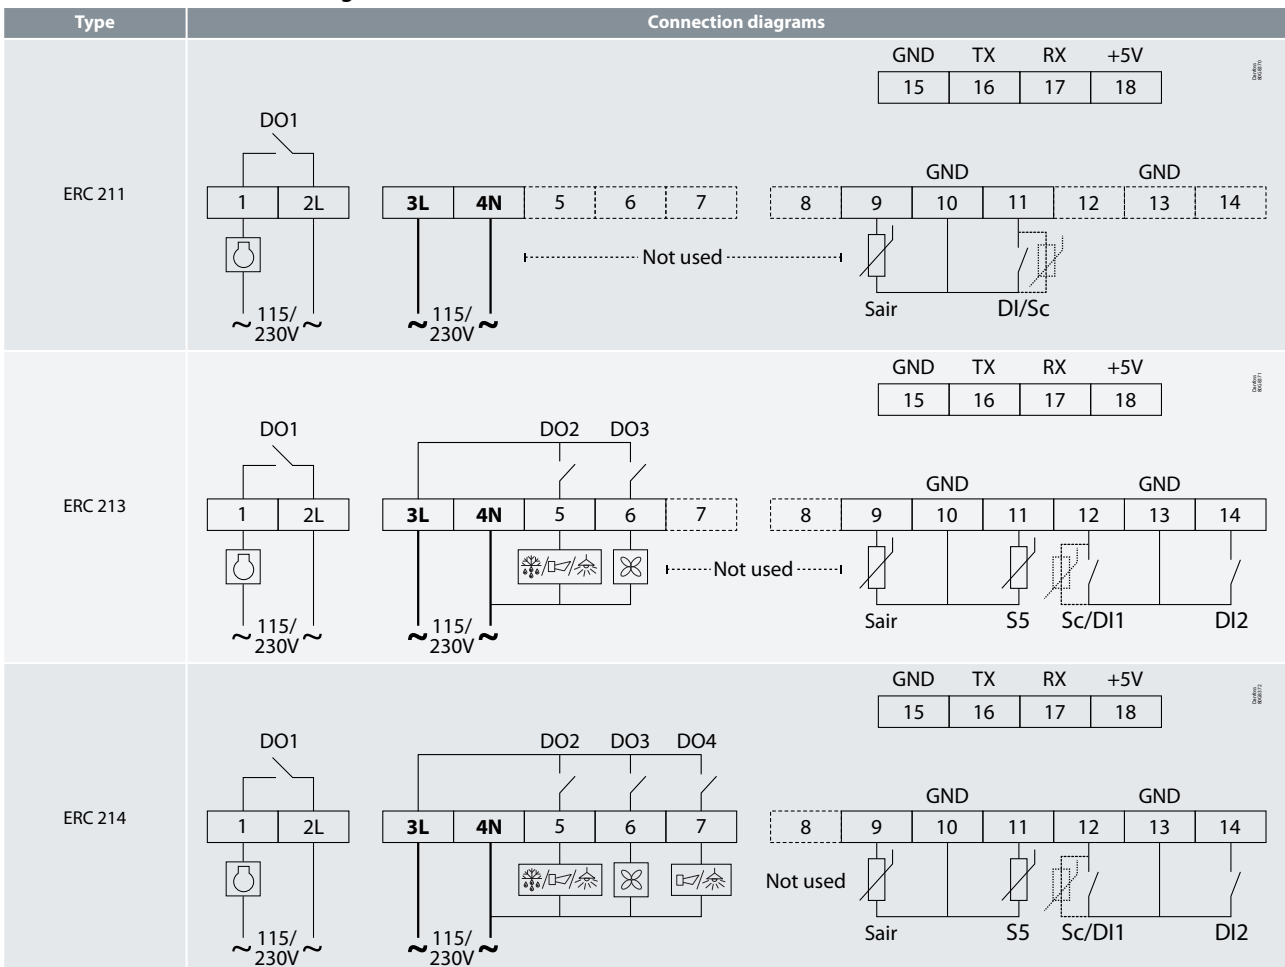 Type Connection diagrams
GND TX RX +5V
15 16 17 18
DO1
GND GND
ERC 211
1 2L 3L 4N 5 6 7 8 9 10 11 12 13 14
Not used
Sair DI/Sc
~ 115/ ~ ~ 115/ ~
230V 230V
GND TX RX +5V
15 16 17 18
DO1 DO2 DO3
GND GND
ERC 213
1 2L 3L 4N 5 6 7 8 9 10 11 12 13 14
Not used
Sair S5 Sc/DI1 DI2
~ 115/ ~ ~ 115/ ~
230V 230V
GND TX RX +5V
15 16 17 18
DO1 DO2 DO3 DO4
GND GND
ERC 214
1 2L 3L 4N 5 6 7 8 9 10 11 12 13 14
Not used
Sair S5 Sc/DI1 DI2
~ 115/ ~ ~ 115/ ~
230V 230V